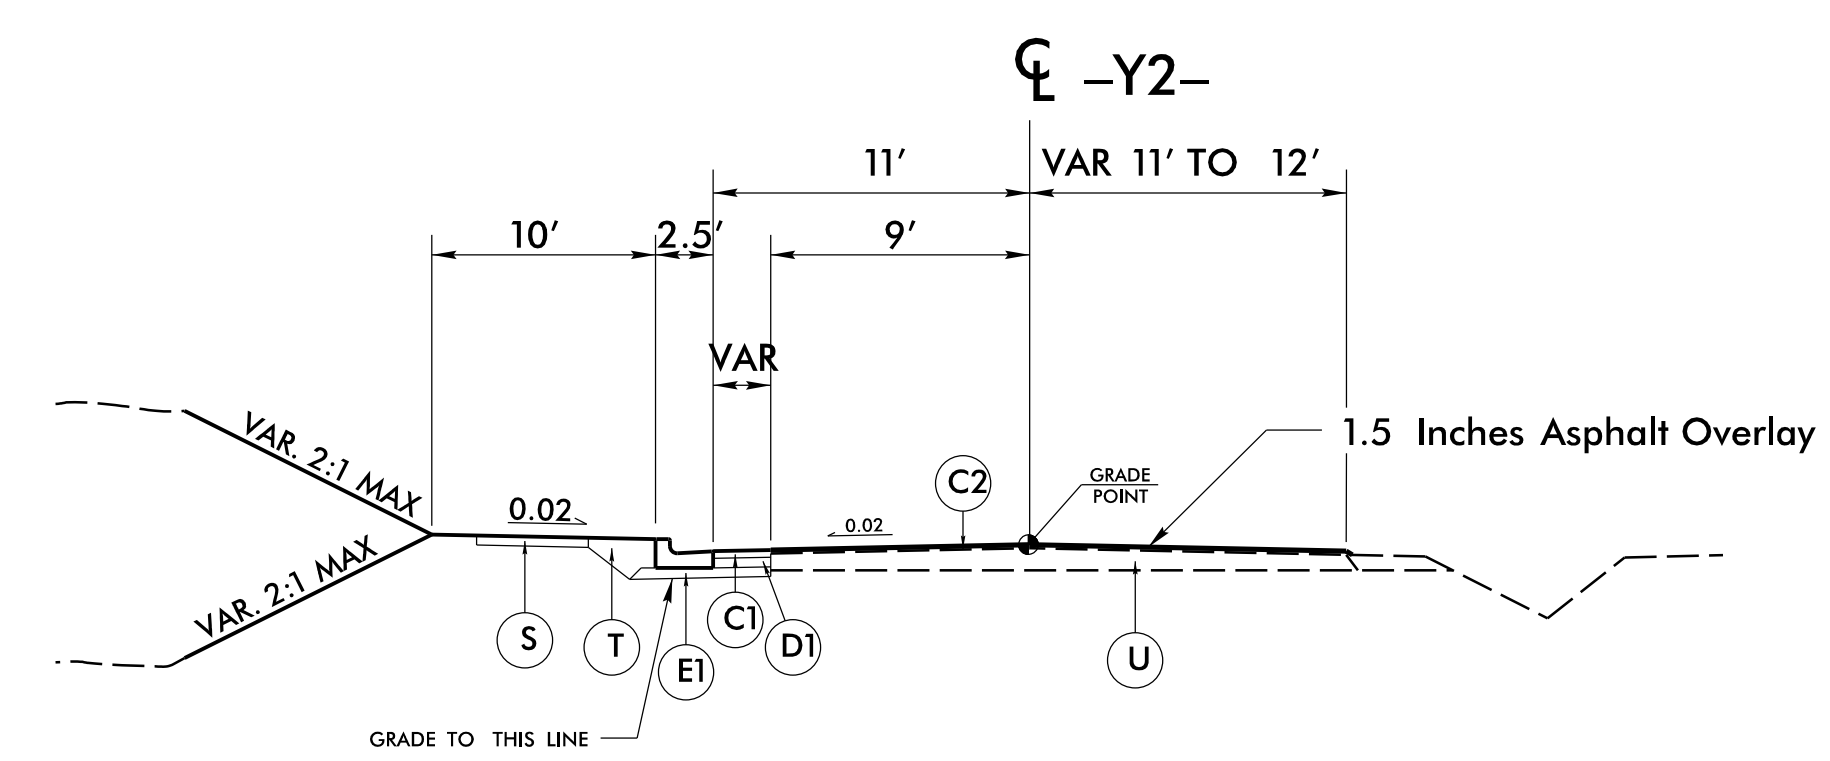 ℄ –Y2–
11' VAR 11' TO 12'
10' 2.5' 9'
VAR
VAR. 2:1 MAX
1.5 Inches Asphalt Overlay
C2
GRADE
POINT
0.02
0.02
VAR. 2:1 MAX
S
T
E1
C1
D1
U
GRADE TO THIS LINE